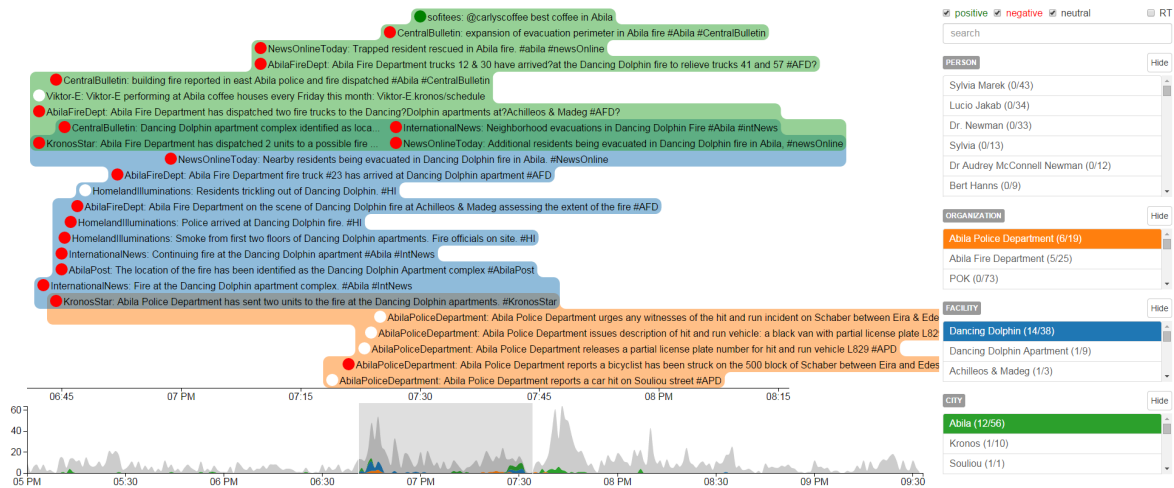 sofitees: @carlyscoffee best coffee in Abila
CentralBulletin: expansion of evacuation perimeter in Abila fire #Abila #CentralBulletin
NewsOnlineToday: Trapped resident rescued in Abila fire. #abila #newsOnline
AbilaFireDept: Abila Fire Department trucks 12 & 30 have arrived?at the Dancing Dolphin fire to relieve trucks 41 and 57 #AFD?
CentralBulletin: building fire reported in east Abila police and fire dispatched #Abila #CentralBulletin
Viktor-E: Viktor-E performing at Abila coffee houses every Friday this month: Viktor-E.kronos/schedule
AbilaFireDept: Abila Fire Department has dispatched two fire trucks to the Dancing?Dolphin apartments at?Achilleos & Madeg #AFD?
CentralBulletin: Dancing Dolphin apartment complex identified as loca... InternationalNews: Neighborhood evacuations in Dancing Dolphin Fire #Abila #intNews
KronosStar: Abila Fire Department has dispatched 2 units to a possible fire ... NewsOnlineToday: Additional residents being evacuated in Dancing Dolphin fire in Abila, #newsOnline
NewsOnlineToday: Nearby residents being evacuated in Dancing Dolphin fire in Abila. #NewsOnline
AbilaFireDept: Abila Fire Department fire truck #23 has arrived at Dancing Dolphin apartment #AFD
HomelandIlluminations: Residents trickling out of Dancing Dolphin. #HI
AbilaFireDept: Abila Fire Department on the scene of Dancing Dolphin fire at Achilleos & Madeg assessing the extent of the fire #AFD
HomelandIlluminations: Police arrived at Dancing Dolphin fire. #HI
HomelandIlluminations: Smoke from first two floors of Dancing Dolphin apartments. Fire officials on site. #HI
InternationalNews: Continuing fire at the Dancing Dolphin apartment #Abila #IntNews
AbilaPost: The location of the fire has been identified as the Dancing Dolphin Apartment complex #AbilaPost
InternationalNews: Fire at the Dancing Dolphin apartment complex. #Abila #IntNews
KronosStar: Abila Police Department has sent two units to the fire at the Dancing Dolphin apartments. #KronosStar
AbilaPoliceDepartment: Abila Police Department urges any witnesses of the hit and run incident on Schaber between Eira & Edes
AbilaPoliceDepartment: Abila Police Department issues description of hit and run vehicle: a black van with partial license plate L829
AbilaPoliceDepartment: Abila Police Department releases a partial license plate number for hit and run vehicle L829 #APD
AbilaPoliceDepartment: Abila Police Department reports a bicyclist has been struck on the 500 block of Schaber between Eira and Edes
AbilaPoliceDepartment: Abila Police Department reports a car hit on Souliou street #APD
06:45 07 PM 07:15 07:30 07:45 08 PM 08:15
60
40
20
0
05 PM 05:30 06 PM 06:30 07 PM 07:30 08 PM 08:30 09 PM 09:30
positive negative neutral RT
search
PERSON Hide
Sylvia Marek (0/43)
Lucio Jakab (0/34)
Dr. Newman (0/33)
Sylvia (0/13)
Dr Audrey McConnell Newman (0/12)
Bert Hanns (0/9)
ORGANIZATION Hide
Abila Police Department (6/19)
Abila Fire Department (5/25)
POK (0/73)
FACILITY Hide
Dancing Dolphin (14/38)
Dancing Dolphin Apartment (1/9)
Achilleos & Madeg (1/3)
CITY Hide
Abila (12/56)
Kronos (1/10)
Souliou (1/1)